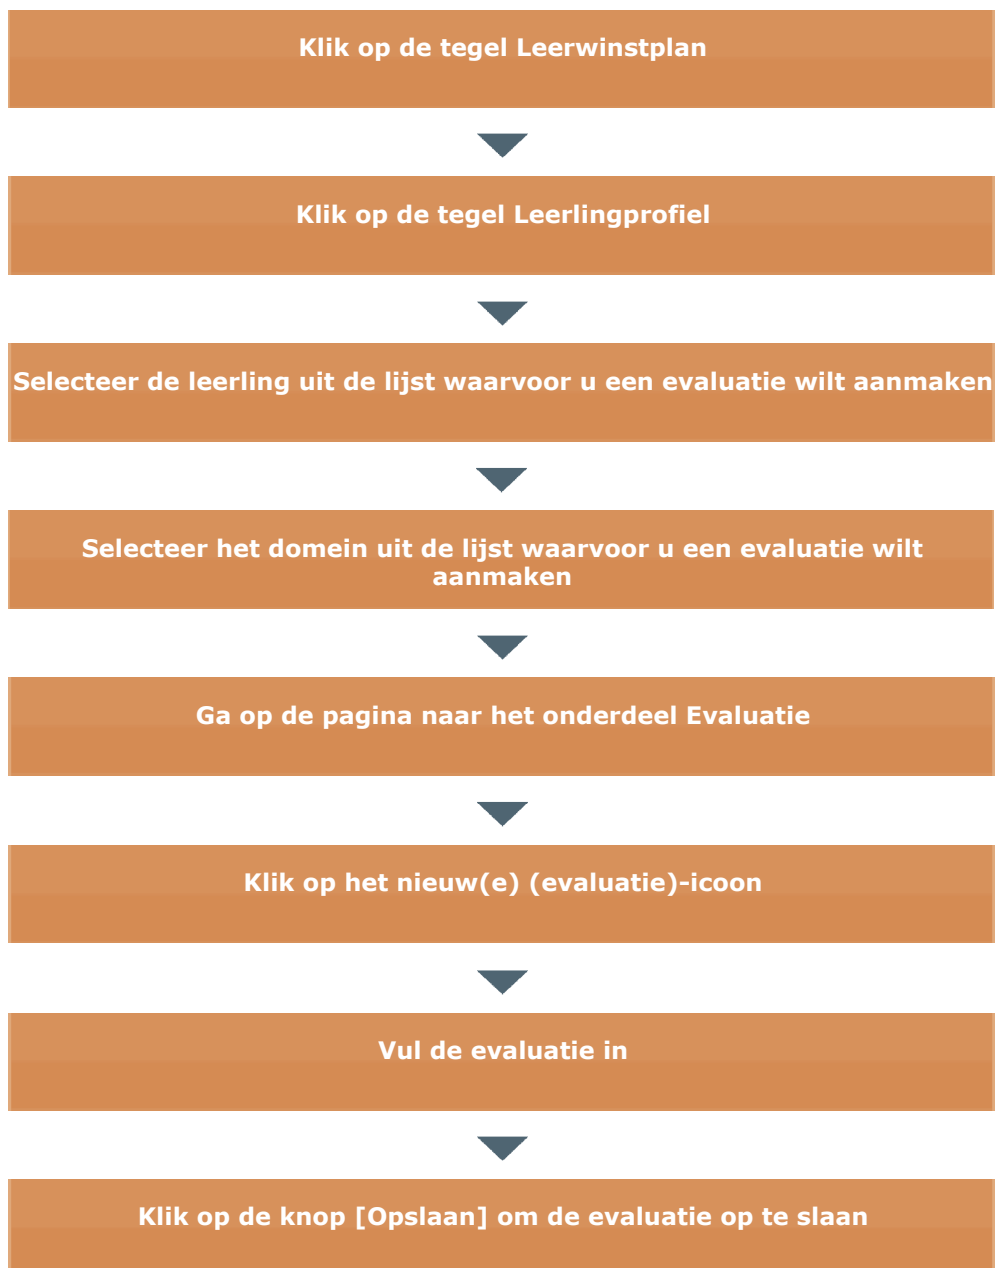 Klik op de tegel Leerwinstplan
Klik op de tegel Leerlingprofiel
Selecteer de leerling uit de lijst waarvoor u een evaluatie wilt aanmaken
Selecteer het domein uit de lijst waarvoor u een evaluatie wilt
aanmaken
Ga op de pagina naar het onderdeel Evaluatie
Klik op het nieuw(e) (evaluatie)-icoon
Vul de evaluatie in
Klik op de knop [Opslaan] om de evaluatie op te slaan